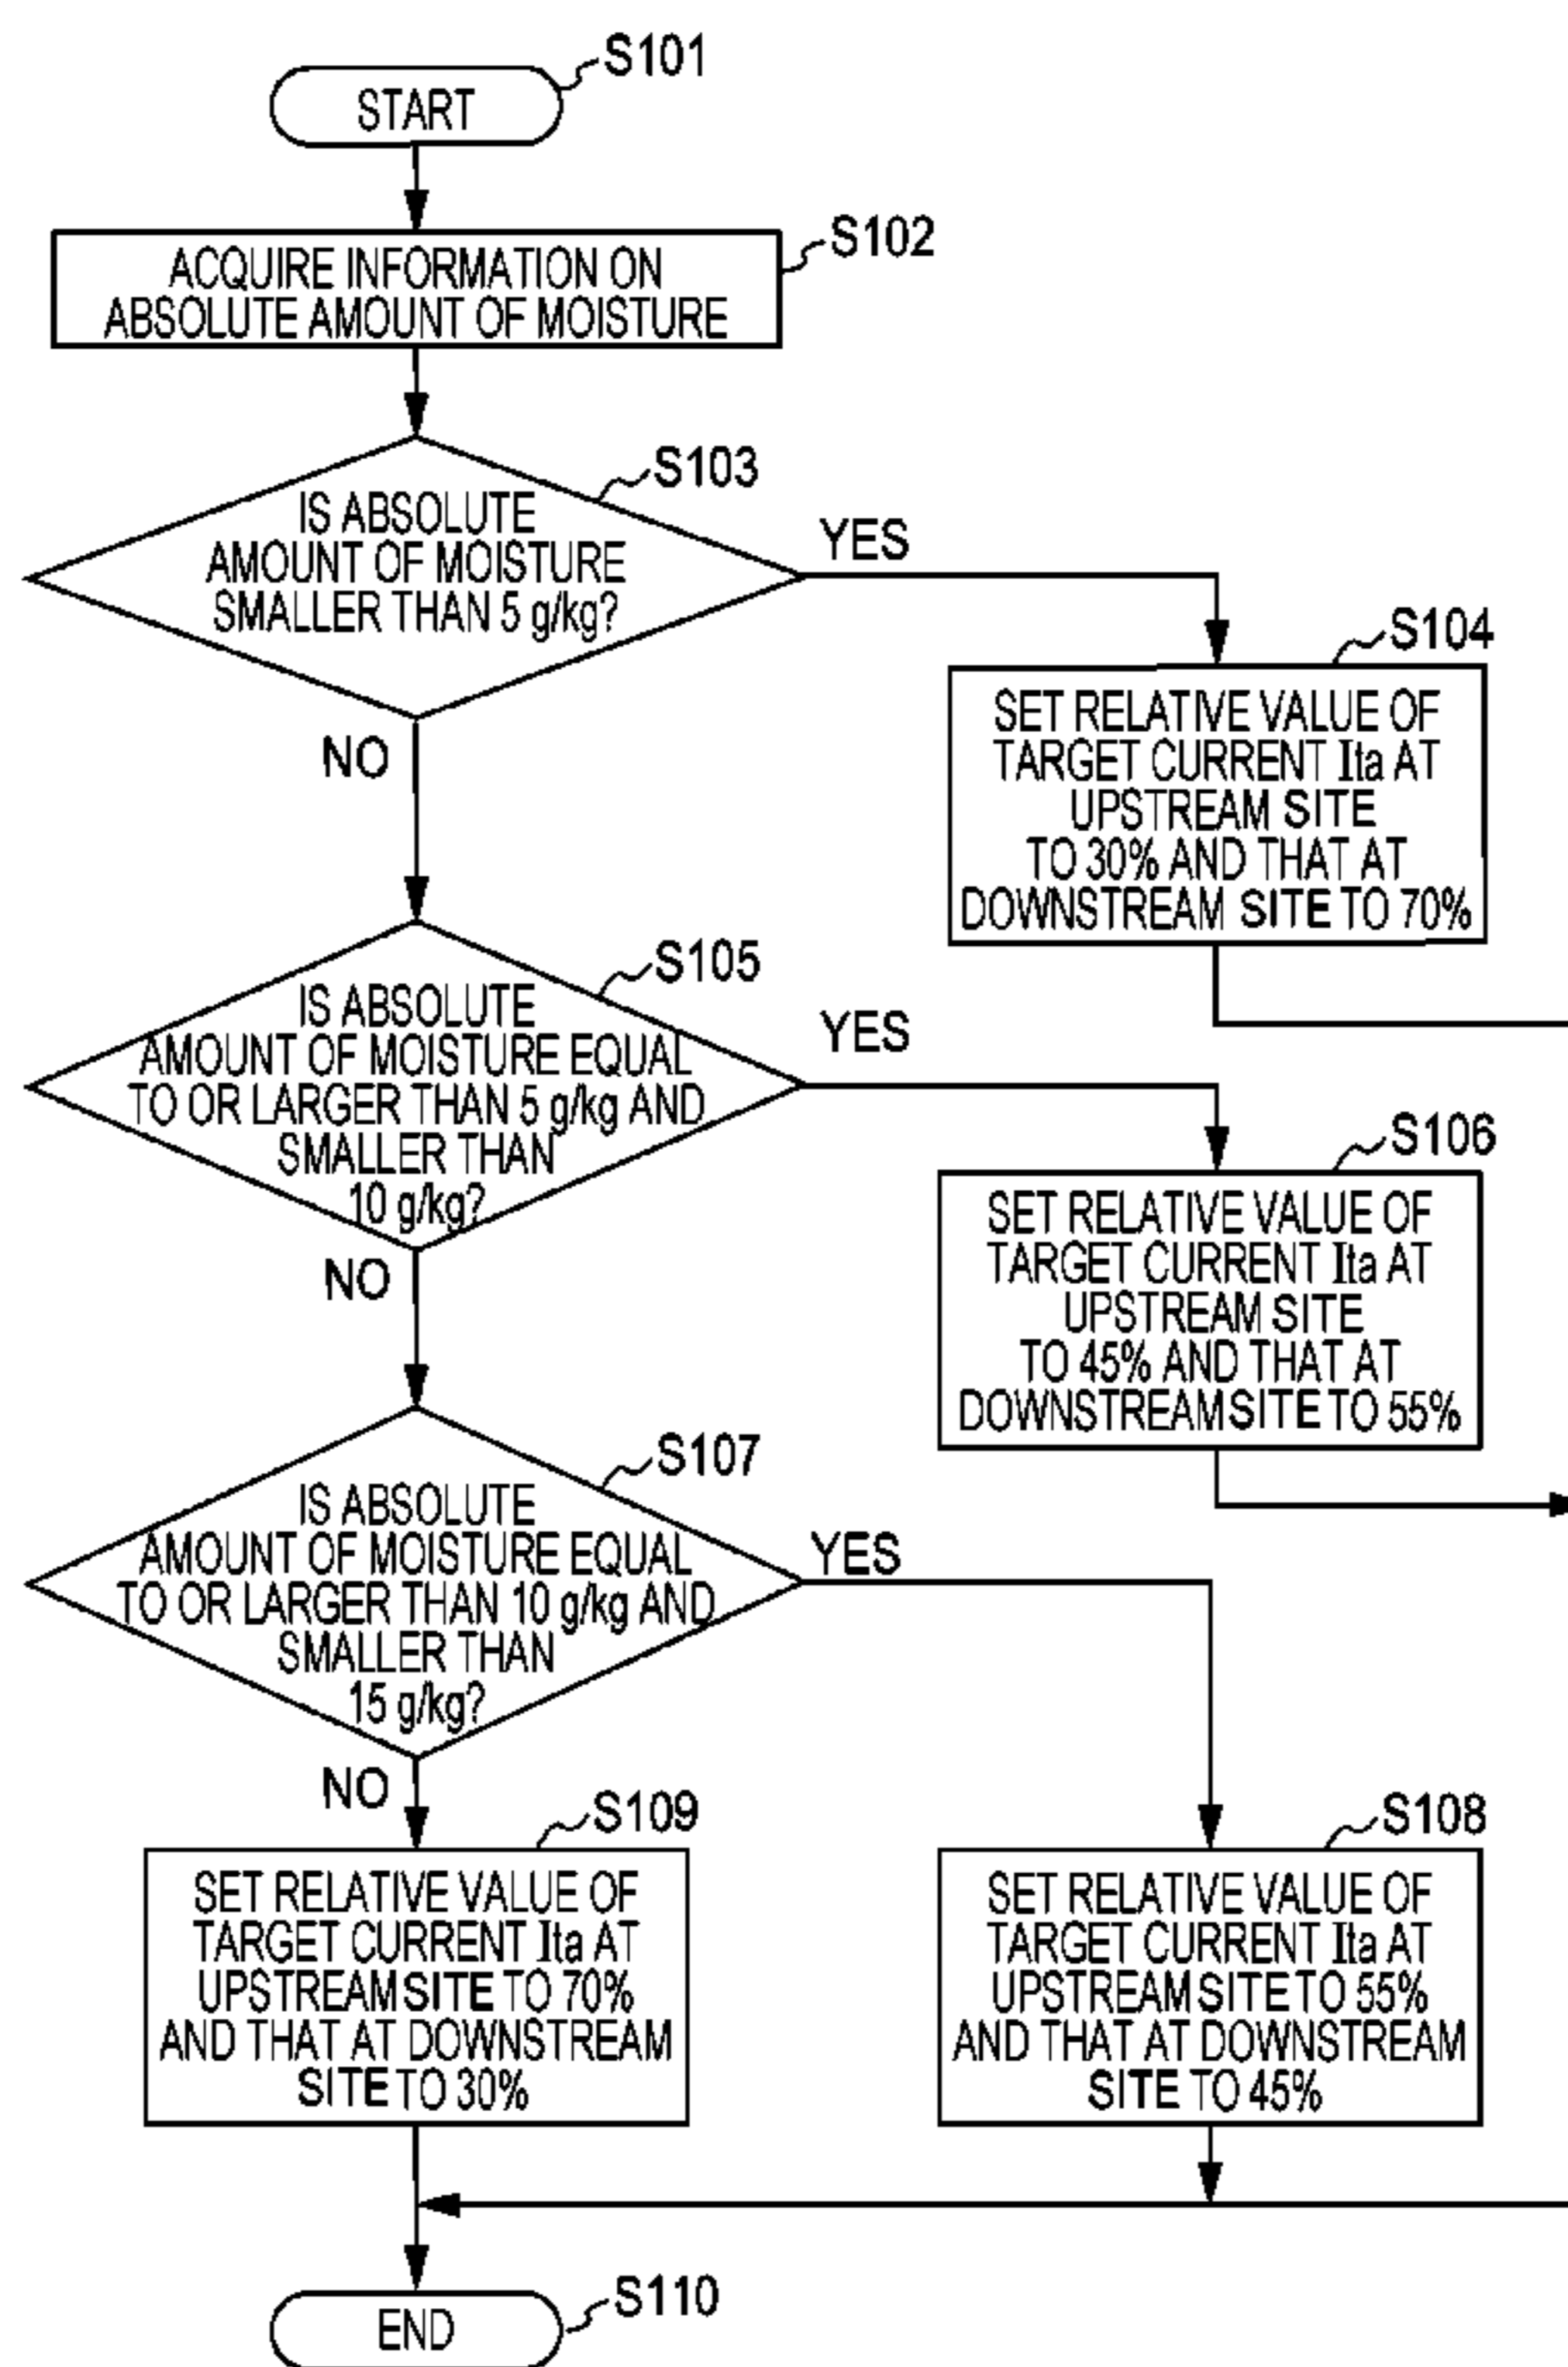 S101
START
S102
ACQUIRE INFORMATION ON
ABSOLUTE AMOUNT OF MOISTURE
S103
IS ABSOLUTE
AMOUNT OF MOISTURE
SMALLER THAN 5 g/kg?
YES
NO
S104
SET RELATIVE VALUE OF
TARGET CURRENT Ita AT
UPSTREAM SITE
TO 30% AND THAT AT
DOWNSTREAM SITE TO 70%
S105
IS ABSOLUTE
AMOUNT OF MOISTURE EQUAL
TO OR LARGER THAN 5 g/kg AND
SMALLER THAN
10 g/kg?
YES
NO
S106
SET RELATIVE VALUE OF
TARGET CURRENT Ita AT
UPSTREAM SITE
TO 45% AND THAT AT
DOWNSTREAM SITE TO 55%
S107
IS ABSOLUTE
AMOUNT OF MOISTURE EQUAL
TO OR LARGER THAN 10 g/kg AND
SMALLER THAN
15 g/kg?
YES
NO
S109
SET RELATIVE VALUE OF
TARGET CURRENT Ita AT
UPSTREAM SITE TO 70%
AND THAT AT DOWNSTREAM
SITE TO 30%
S108
SET RELATIVE VALUE OF
TARGET CURRENT Ita AT
UPSTREAM SITE TO 55%
AND THAT AT DOWNSTREAM
SITE TO 45%
S110
END